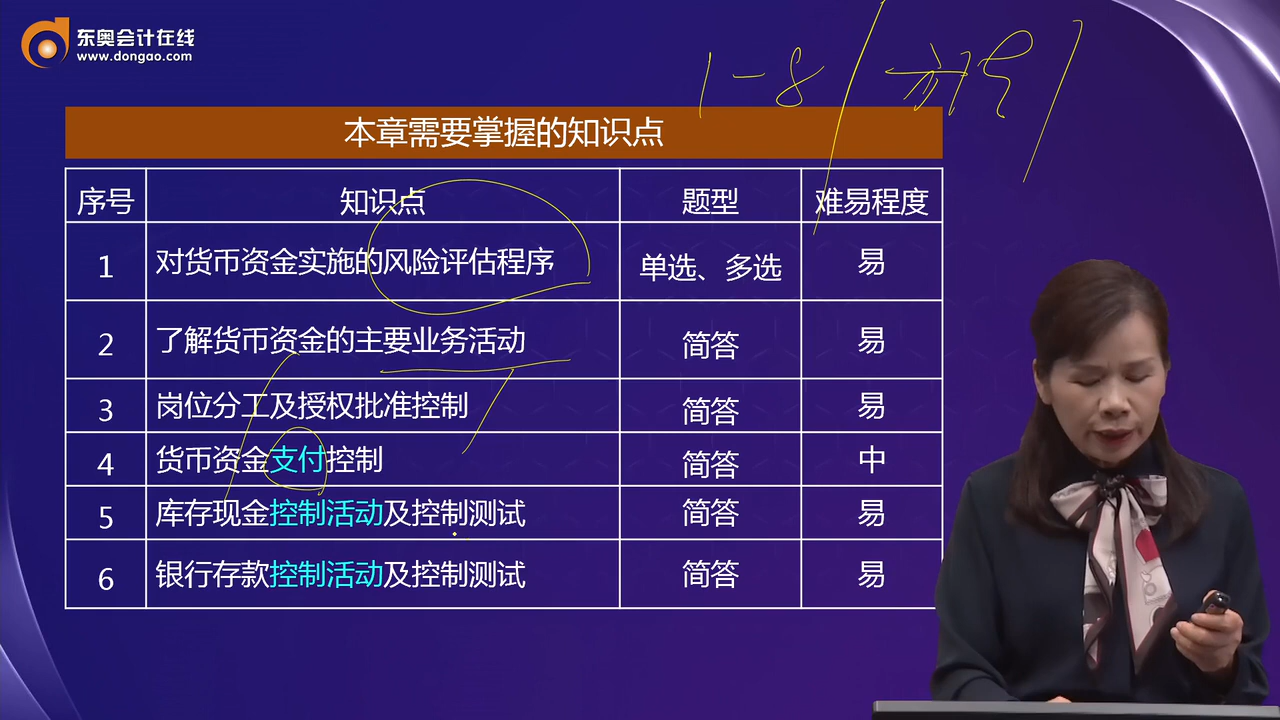 东奥会计在线
www.dongao.com
1-8
本章需要掌握的知识点
序号 知识点 题型 难易程度
1 对货币资金实施的风险评估程序 单选、多选 易
2 了解货币资金的主要业务活动 简答 易
3 岗位分工及授权批准控制 简答 易
4 货币资金支付控制 简答 中
5 库存现金控制活动及控制测试 简答 易
6 银行存款控制活动及控制测试 简答 易